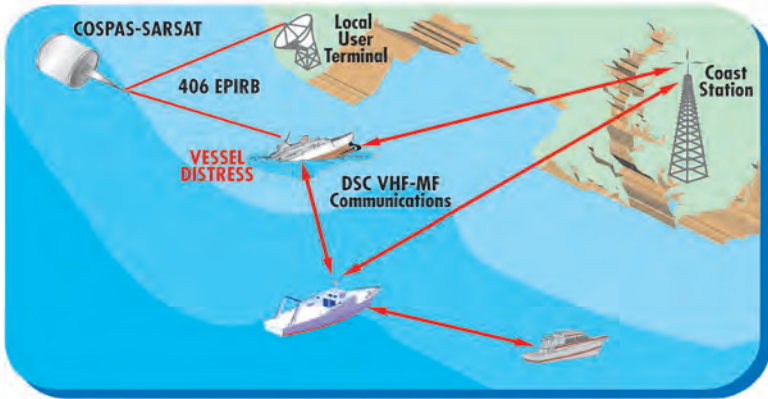 COSPAS-SARSAT
Local
User
Terminal
406 EPIRB
Coast
Station
VESSEL
DISTRESS
DSC VHF-MF
Communications